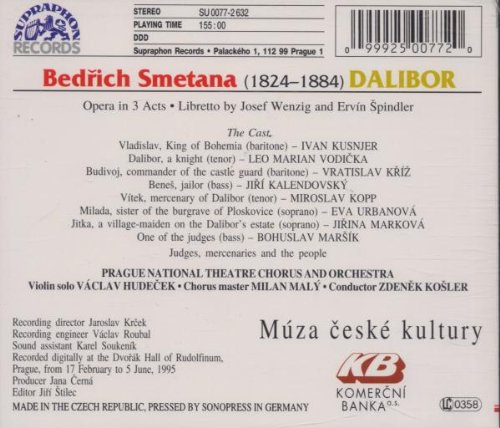 SUPRAPHON
RECORDS
STEREO SU 0077-2 632
PLAYING TIME 155:00
DDD
Supraphon Records • Palackého 1, 112 99 Prague 1
0 99925 00772 0
Bedřich Smetana (1824–1884) DALIBOR
Opera in 3 Acts • Libretto by Josef Wenzig and Ervín Špindler
The Cast
Vladislav, King of Bohemia (baritone) – IVAN KUSNJER
Dalibor, a knight (tenor) – LEO MARIAN VODIČKA
Budivoj, commander of the castle guard (baritone) – VRATISLAV KŘÍŽ
Beneš, jailor (bass) – JIŘÍ KALENDOVSKÝ
Vítek, mercenary of Dalibor (tenor) – MIROSLAV KOPP
Milada, sister of the burgrave of Ploskovice (soprano) – EVA URBANOVÁ
Jitka, a village-maiden on the Dalibor's estate (soprano) – JIŘINA MARKOVÁ
One of the judges (bass) – BOHUSLAV MARŠÍK
Judges, mercenaries and the people
PRAGUE NATIONAL THEATRE CHORUS AND ORCHESTRA
Violin solo VÁCLAV HUDEČEK • Chorus master MILAN MALÝ • Conductor ZDENĚK KOŠLER
Recording director Jaroslav Krček
Recording engineer Václav Roubal
Sound assistant Karel Soukeník
Recorded digitally at the Dvořák Hall of Rudolfinum,
Prague, from 17 February to 5 June, 1995
Producer Jana Černá
Editor Jiří Štilec
MADE IN THE CZECH REPUBLIC, PRESSED BY SONOPRESS IN GERMANY
Múza české kultury
KB
KOMERČNÍ
BANKA a.s.
LC 0358